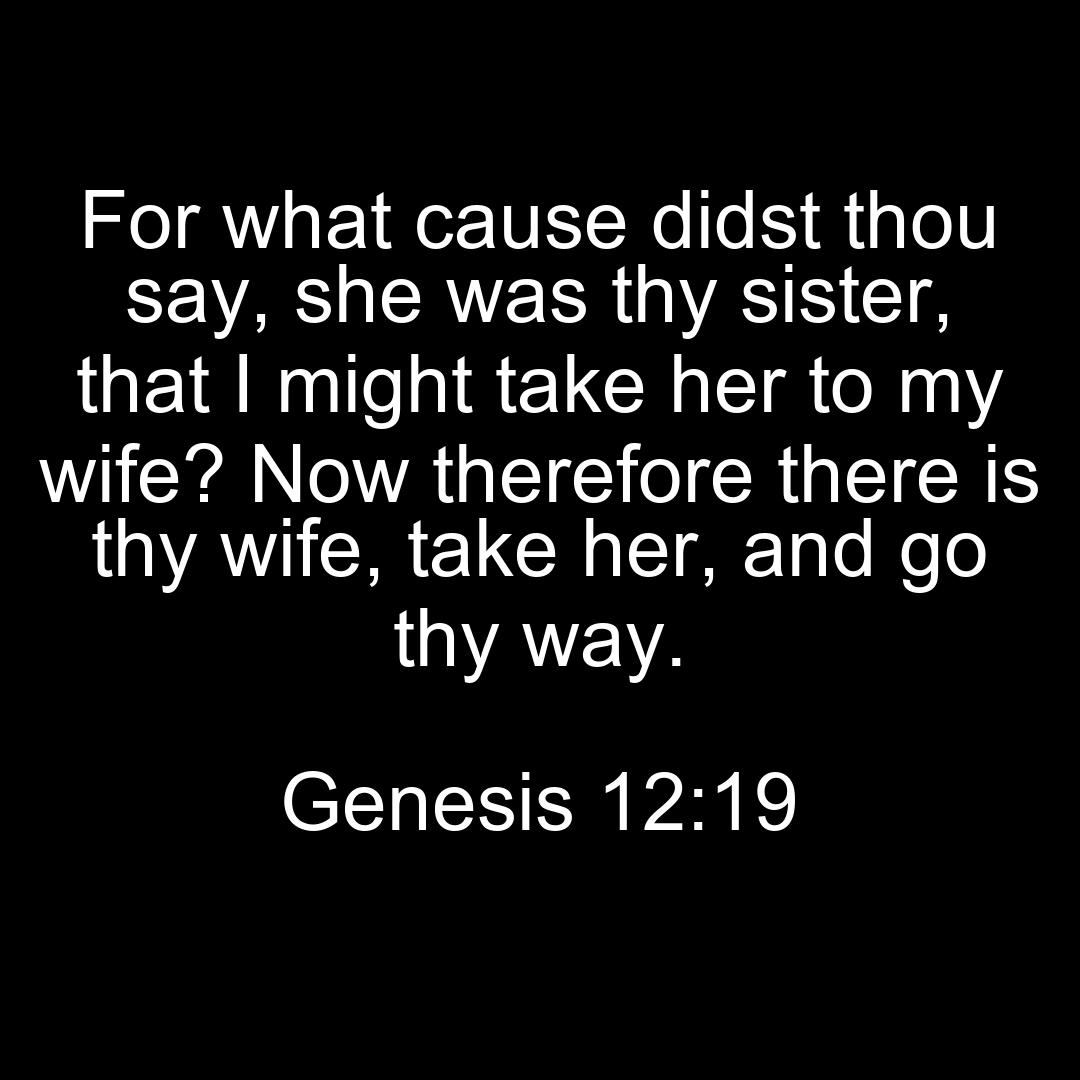 For what cause didst thou
say, she was thy sister,
that I might take her to my
wife? Now therefore there is
thy wife, take her, and go
thy way.
Genesis 12:19